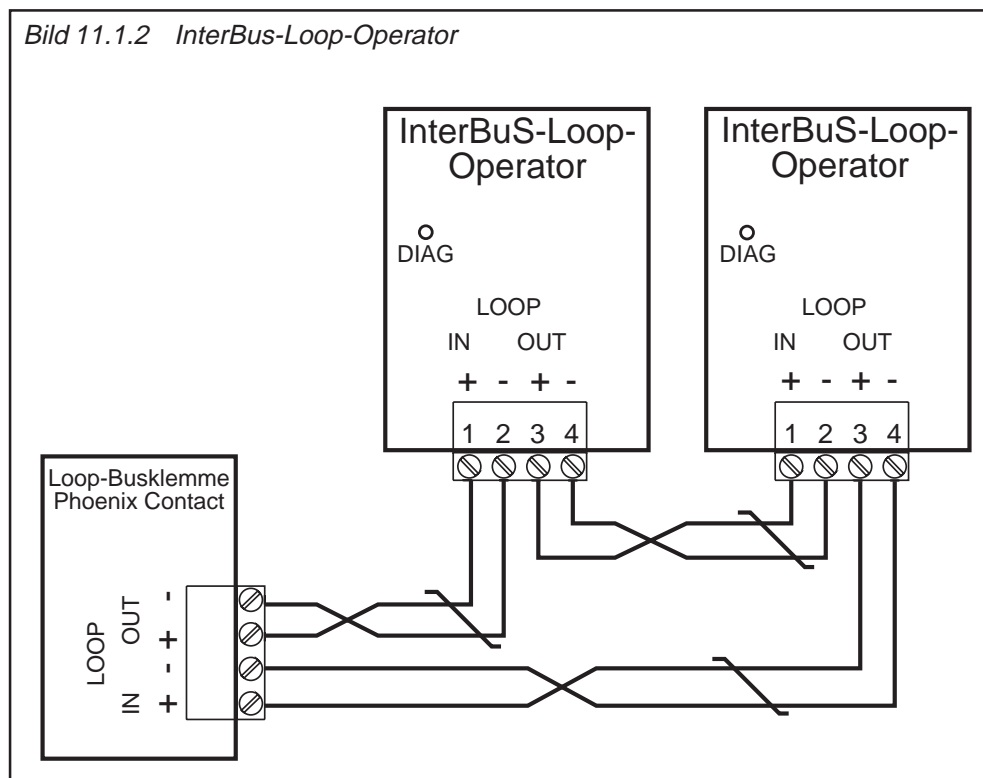 Bild 11.1.2 InterBus-Loop-Operator
InterBuS-Loop-
Operator
DIAG
LOOP
IN OUT
+ - + -
1 2 3 4
InterBuS-Loop-
Operator
DIAG
LOOP
IN OUT
+ - + -
1 2 3 4
Loop-Busklemme
Phoenix Contact
LOOP
OUT
-
+
IN
-
+